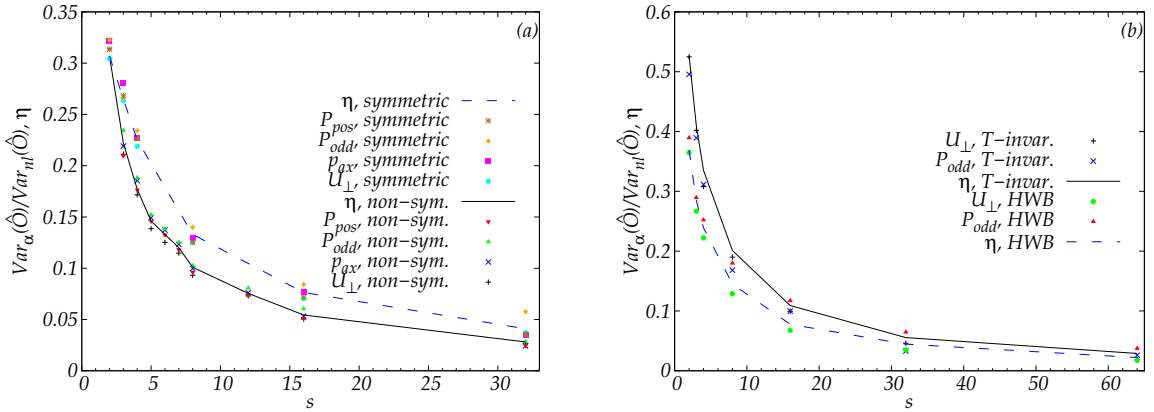 (a)
Var_α(Ô)/Var_nl(Ô), η
0.35
0.3
0.25
0.2
0.15
0.1
0.05
0
η, symmetric
P_pos, symmetric
P_odd, symmetric
p_ax, symmetric
U_⊥, symmetric
η, non−sym.
P_pos, non−sym.
P_odd, non−sym.
p_ax, non−sym.
U_⊥, non−sym.
0 5 10 15 20 25 30
s
(b)
Var_α(Ô)/Var_nl(Ô), η
0.6
0.5
0.4
0.3
0.2
0.1
0
U_⊥, T−invar.
P_odd, T−invar.
η, T−invar.
U_⊥, HWB
P_odd, HWB
η, HWB
0 10 20 30 40 50 60
s